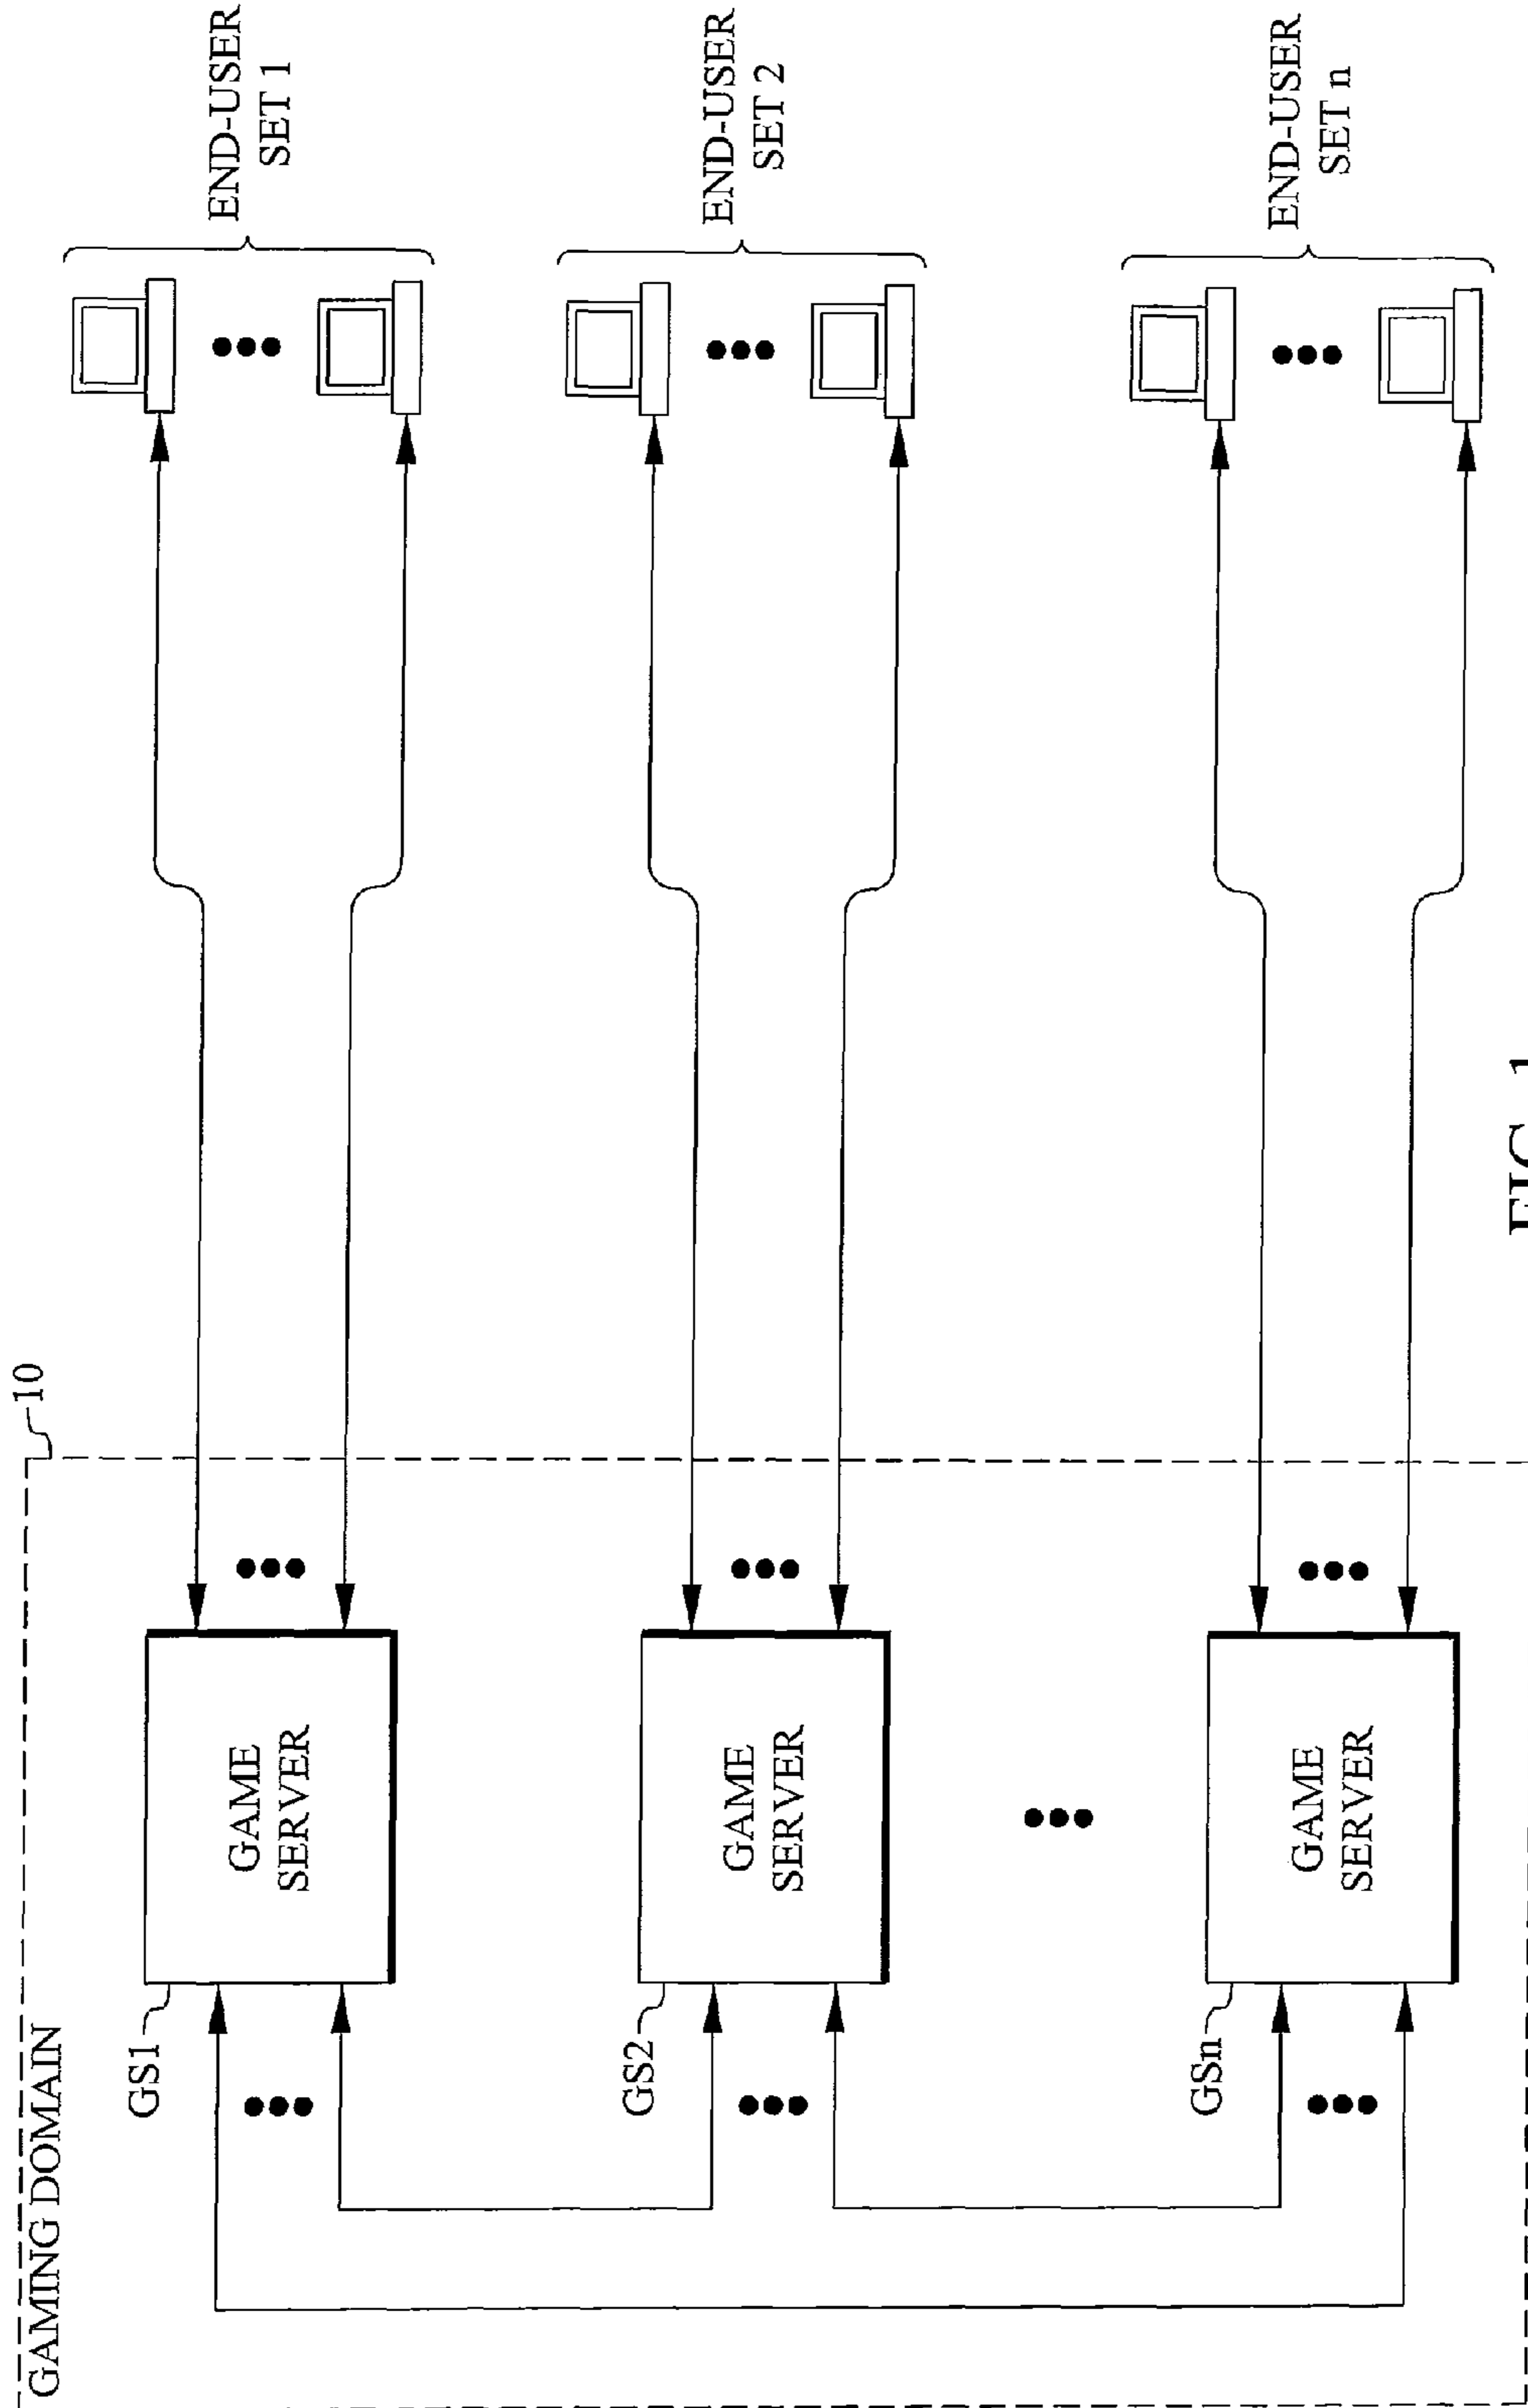 GAMING DOMAIN
10
GS1
GAME
SERVER
END-USER
SET 1
GS2
GAME
SERVER
END-USER
SET 2
GSn
GAME
SERVER
END-USER
SET n
FIG. 1